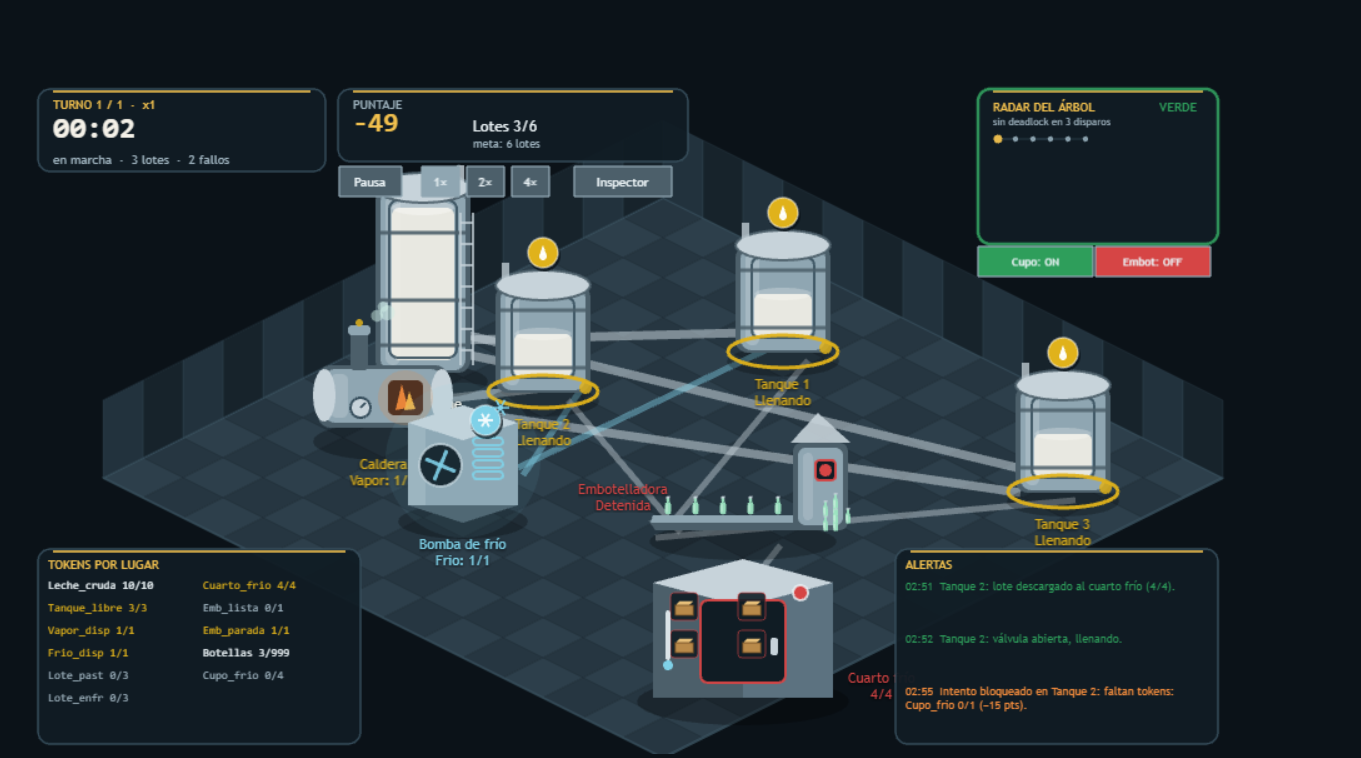 TURNO 1 / 1 · x1
00:02
en marcha · 3 lotes · 2 fallos
PUNTAJE
-49
Lotes 3/6
meta: 6 lotes
Pausa
1×
2×
4×
Inspector
RADAR DEL ÁRBOL
VERDE
sin deadlock en 3 disparos
Cupo: ON
Embot: OFF
Tanque 1
Llenando
Tanque 2
Llenando
Caldera
Vapor: 1/
Embotelladora
Detenida
Tanque 3
Llenando
Bomba de frío
Frio: 1/1
Cuarto
4/4
TOKENS POR LUGAR
Leche_cruda 10/10
Cuarto_frio 4/4
Tanque_libre 3/3
Emb_lista 0/1
Vapor_disp 1/1
Emb_parada 1/1
Frio_disp 1/1
Botellas 3/999
Lote_past 0/3
Cupo_frio 0/4
Lote_enfr 0/3
ALERTAS
02:51 Tanque 2: lote descargado al cuarto frío (4/4).
02:52 Tanque 2: válvula abierta, llenando.
02:55 Intento bloqueado en Tanque 2: faltan tokens:
Cupo_frio 0/1 (-15 pts).